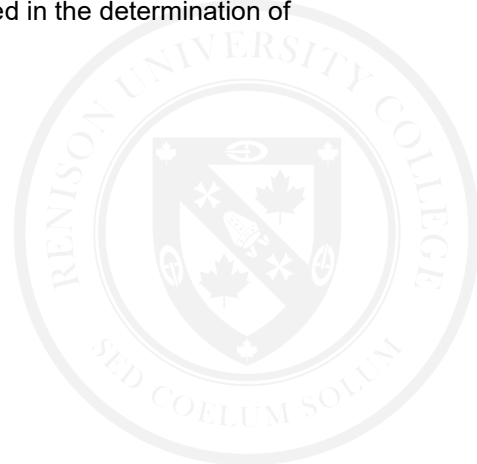 ed in the determination of
RENISON UNIVERSITY COLLEGE
SED COELUM SOLUM